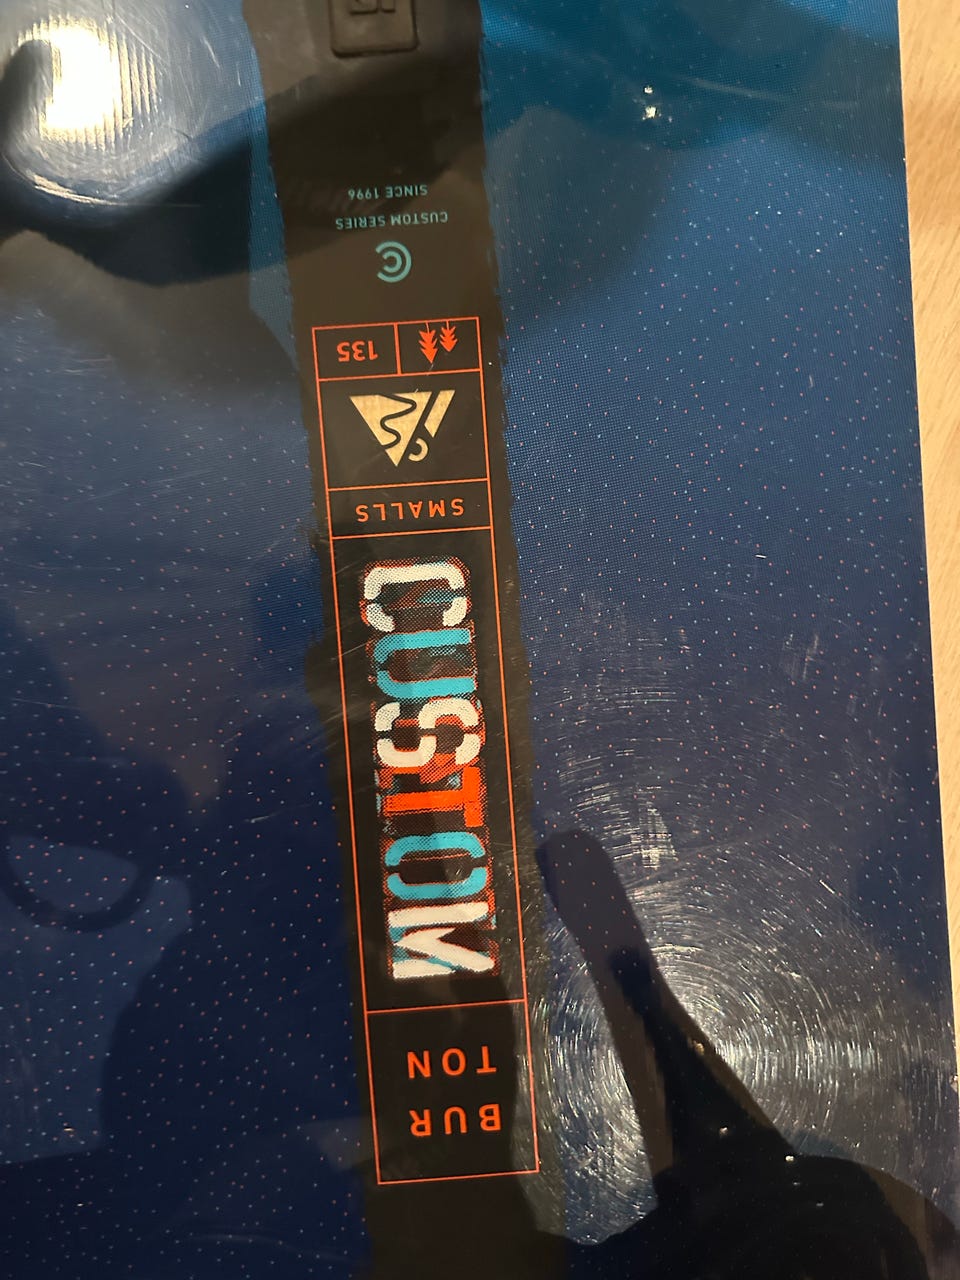 BUR
TON
CUSTOM
SMALLS
135
CUSTOM SERIES
SINCE 1996